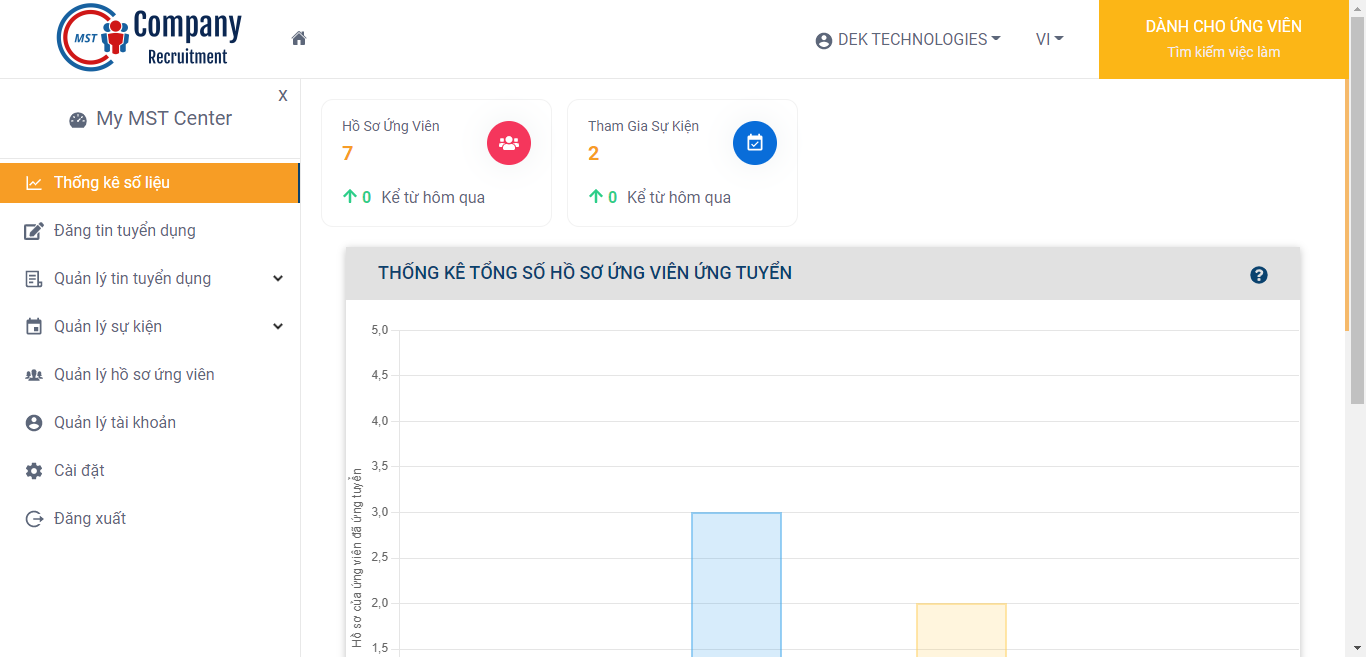 MST
Company
Recruitment
DEK TECHNOLOGIES
VI
DÀNH CHO ỨNG VIÊN
Tìm kiếm việc làm
X
My MST Center
Thống kê số liệu
Đăng tin tuyển dụng
Quản lý tin tuyển dụng
Quản lý sự kiện
Quản lý hồ sơ ứng viên
Quản lý tài khoản
Cài đặt
Đăng xuất
Hồ Sơ Ứng Viên
7
0 Kể từ hôm qua
Tham Gia Sự Kiện
2
0 Kể từ hôm qua
THỐNG KÊ TỔNG SỐ HỒ SƠ ỨNG VIÊN ỨNG TUYỂN
?
5,0
4,5
4,0
3,5
3,0
2,5
2,0
1,5
Hồ sơ của ứng viên đã ứng tuyển